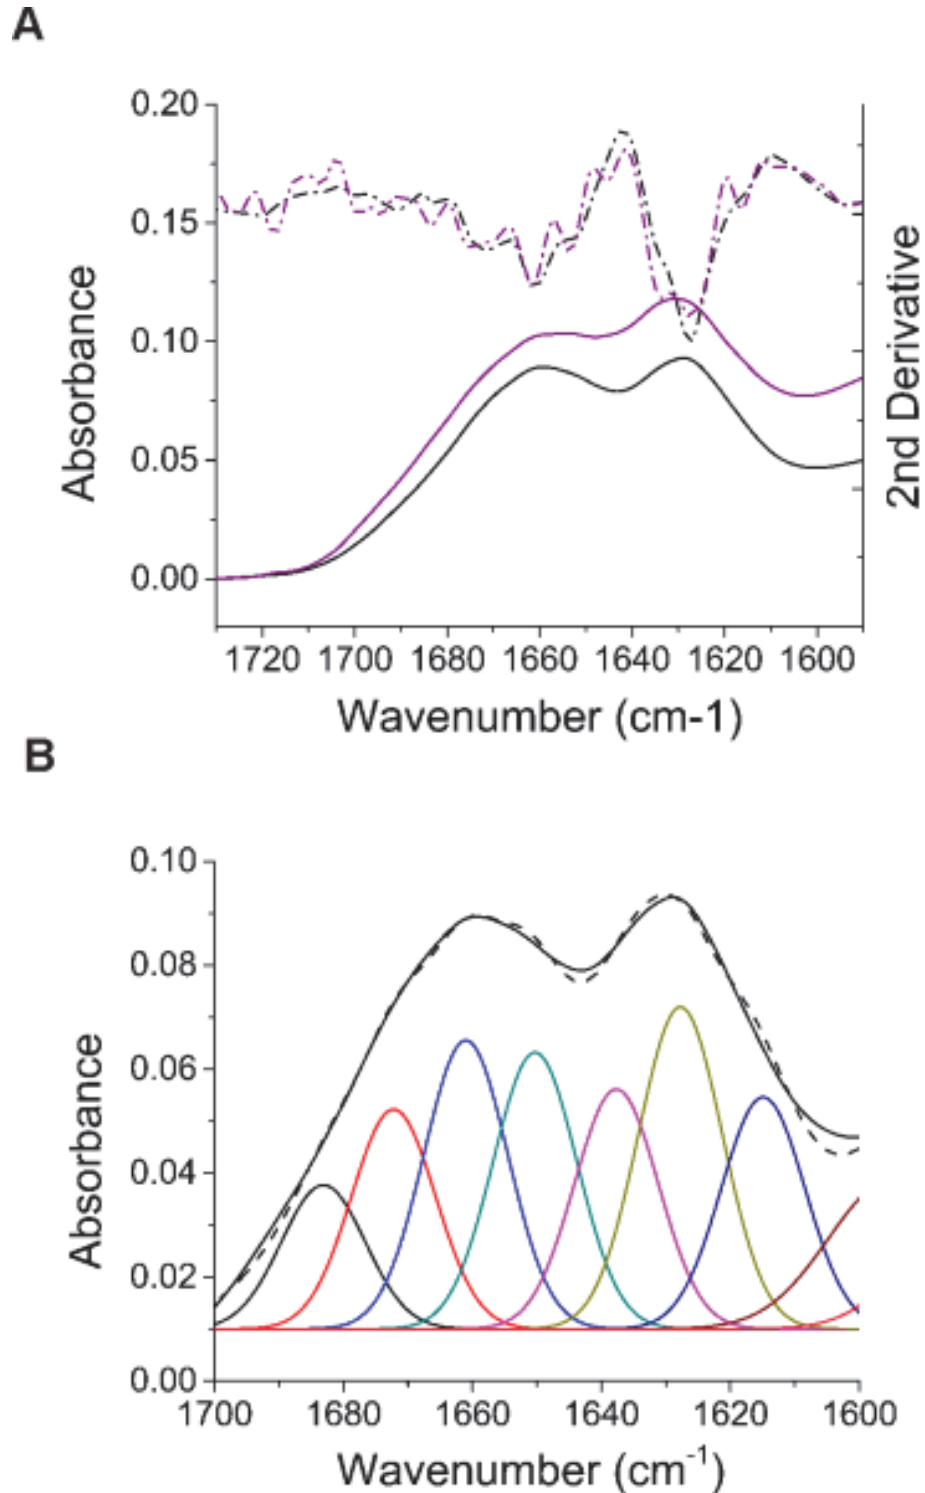 A
0.20
0.15
0.10
0.05
0.00
Absorbance
2nd Derivative
1720 1700 1680 1660 1640 1620 1600
Wavenumber (cm-1)
B
0.10
0.08
0.06
0.04
0.02
0.00
Absorbance
1700 1680 1660 1640 1620 1600
Wavenumber (cm⁻¹)